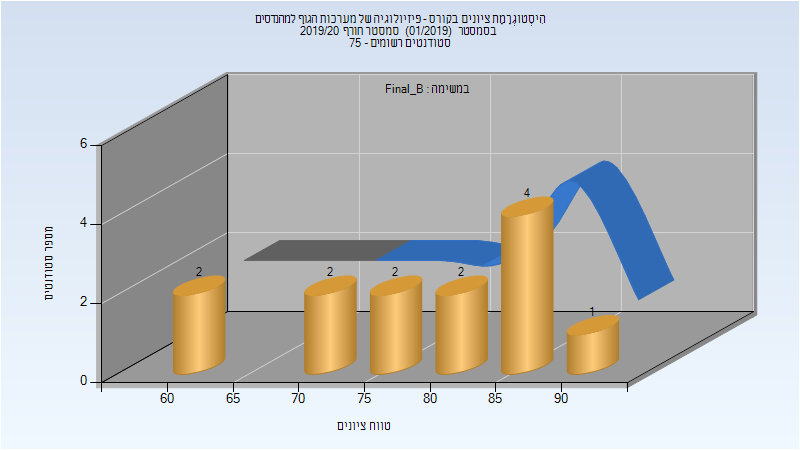 היסטוגרמת ציונים בקורס - פיזיולוגיה של מערכות הגוף למהנדסים
בסמסטר (01/2019) סמסטר חורף 2019/20
סטודנטים רשומים - 75
במשימה : Final_B
6
4
2
0
מספר סטודנטים
2
2
2
2
4
1
60
65
70
75
80
85
90
טווח ציונים